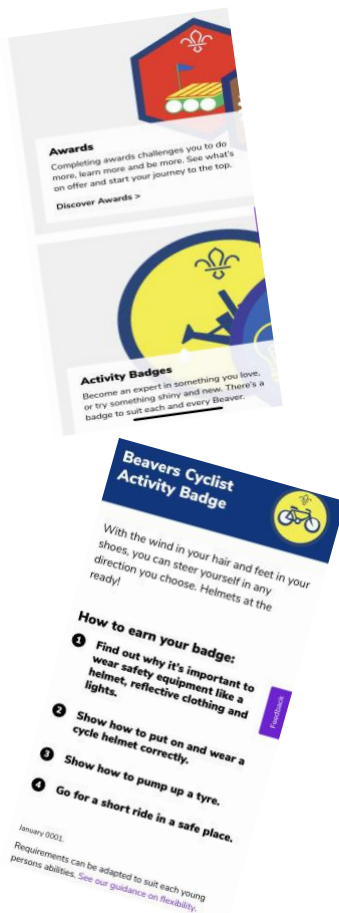 Awards
Completing awards challenges you to do
more, learn more and be more. See what's
on offer and start your journey to the top.
Discover Awards >
Activity Badges
Become an expert in something you love,
or try something shiny and new. There's a
badge to suit each and every Beaver.
Beavers Cyclist
Activity Badge
With the wind in your hair and feet in your
shoes, you can steer yourself in any
direction you choose. Helmets at the
ready!
How to earn your badge:
1 Find out why it's important to
wear safety equipment like a
helmet, reflective clothing and
lights.
Feedback
2 Show how to put on and wear a
cycle helmet correctly.
3 Show how to pump up a tyre.
4 Go for a short ride in a safe place.
January 0001.
Requirements can be adapted to suit each young
persons abilities. See our guidance on flexibility.